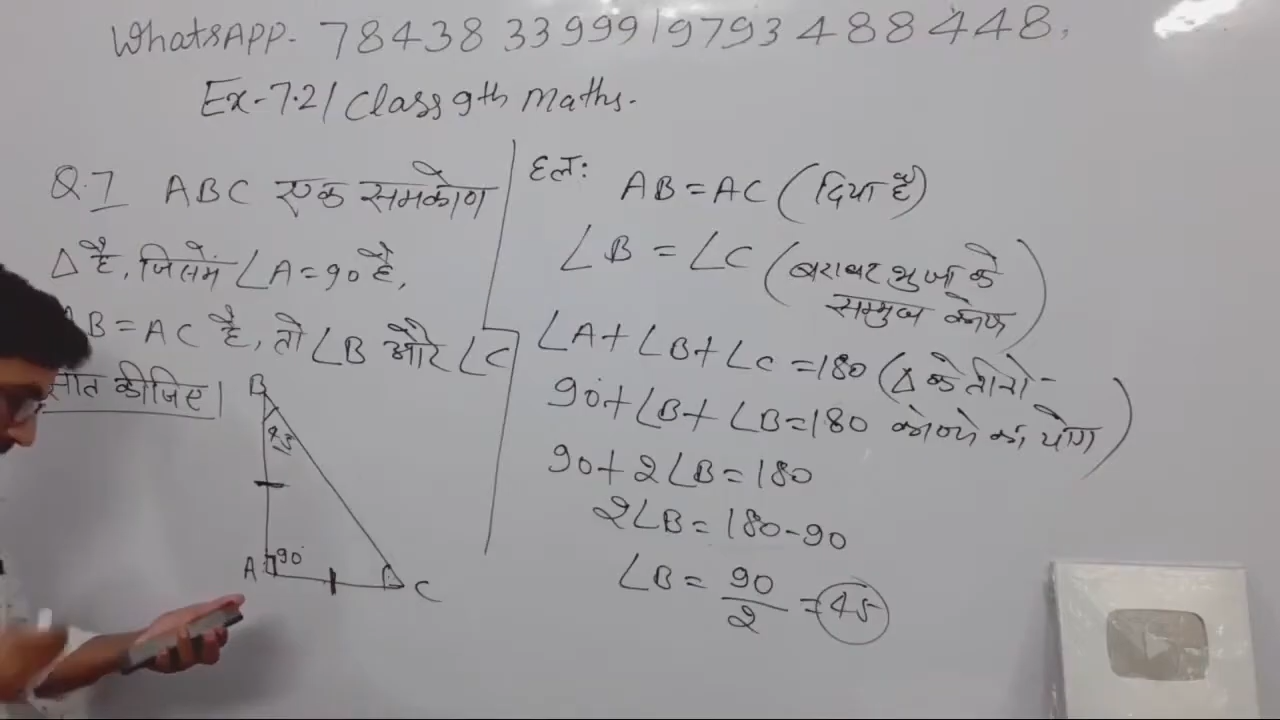 WhatsAPP- 7843833999/9793488448,
Ex-7.2/ Class 9th Maths.
Q.7 ABC एक समकोण
Δ है, जिसमें ∠A=90 है,
AB=AC है, तो ∠B और ∠C
ज्ञात कीजिए।
B
45
A 90°
C
हल: AB=AC (दिया है)
∠B = ∠C (बराबर भुजा के
सम्मुख कोण)
∠A+∠B+∠C=180 (Δ के तीनो-
90°+∠B+∠B=180 कोणो का योग)
90+2∠B=180
2∠B=180-90
∠B=90/2=45